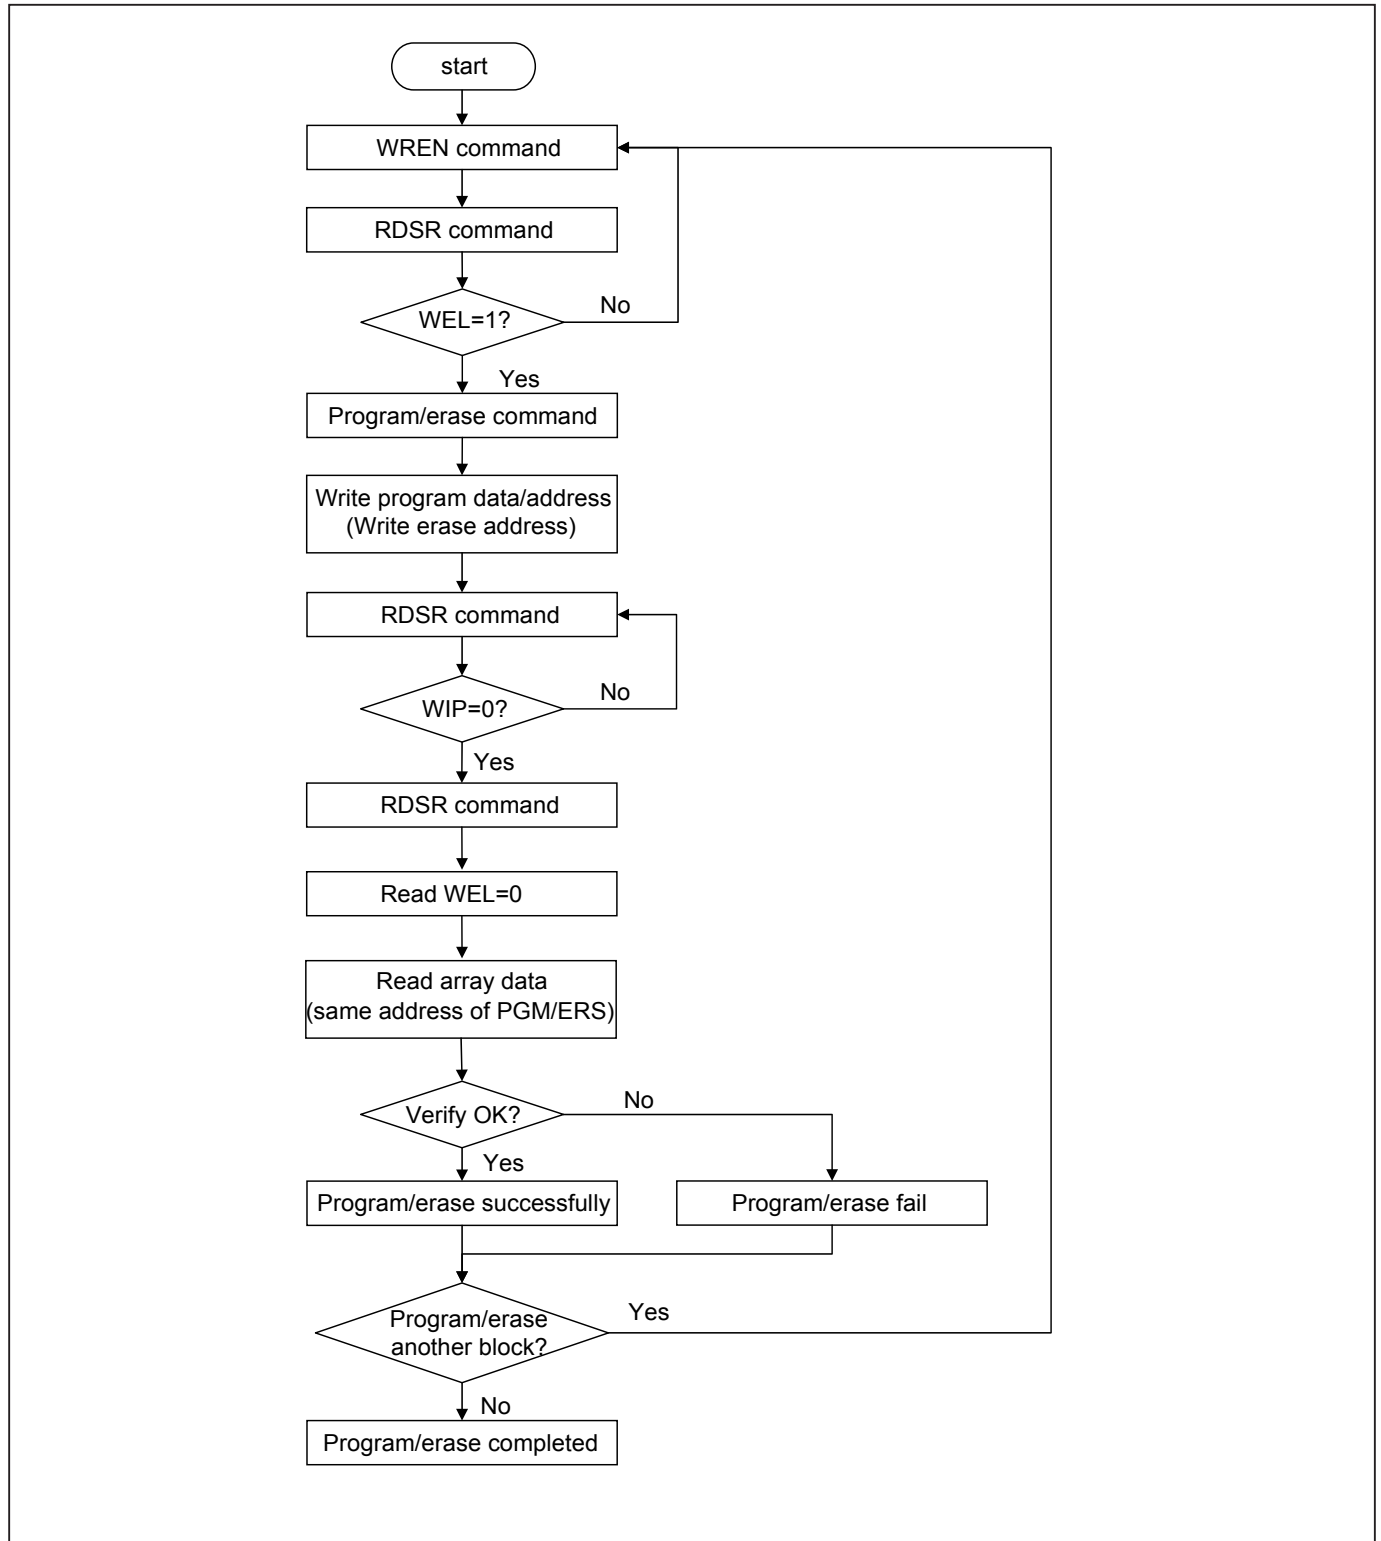 start
WREN command
RDSR command
WEL=1?
No
Yes
Program/erase command
Write program data/address
(Write erase address)
RDSR command
WIP=0?
No
Yes
RDSR command
Read WEL=0
Read array data
(same address of PGM/ERS)
Verify OK?
No
Yes
Program/erase successfully
Program/erase fail
Program/erase
another block?
Yes
No
Program/erase completed